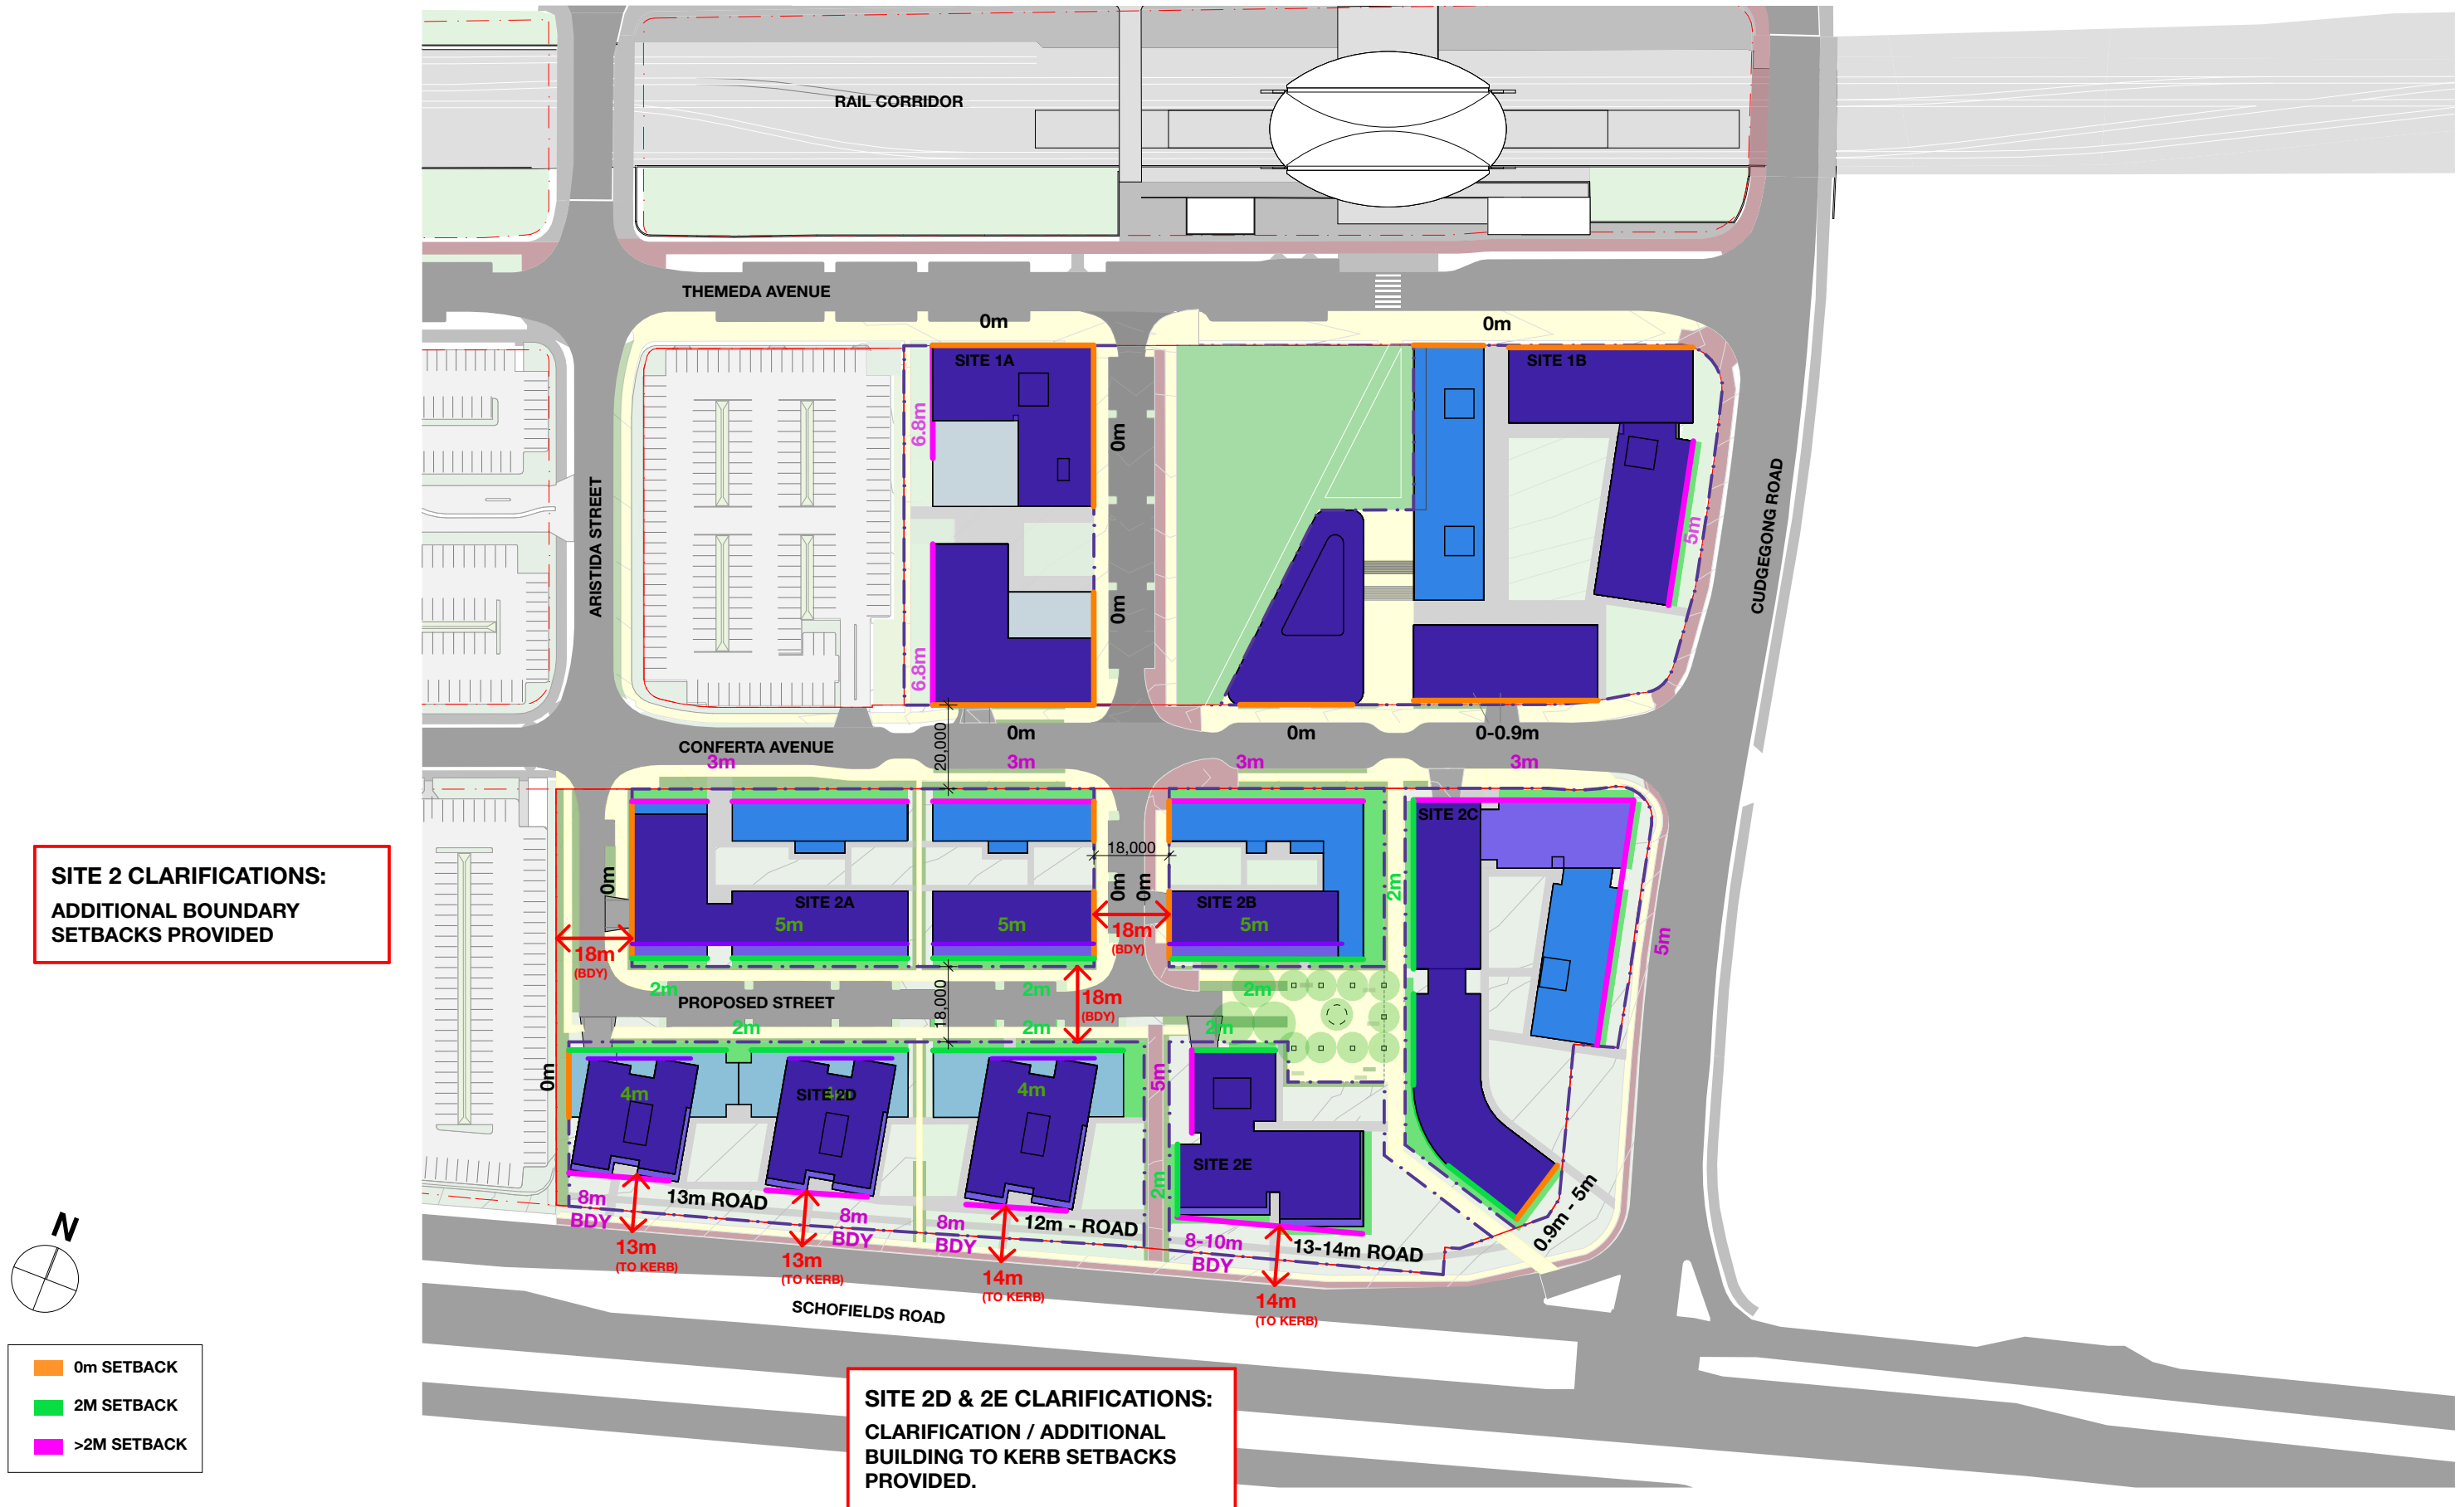 RAIL CORRIDOR
THEMEDA AVENUE
0m
0m
SITE 1A
SITE 1B
6.8m
0m
ARISTIDA STREET
CUDGEGONG ROAD
5m
0m
6.8m
CONFERTA AVENUE
20,000
0m
0m
0-0.9m
3m
3m
3m
3m
SITE 2C
SITE 2 CLARIFICATIONS:
ADDITIONAL BOUNDARY
SETBACKS PROVIDED
18,000
0m
0m
0m
2m
SITE 2A
SITE 2B
5m
5m
5m
5m
18m
(BDY)
18m
(BDY)
2m
2m
2m
PROPOSED STREET
18,000
18m
(BDY)
2m
2m
2m
0m
5m
4m
SITE 2D
4m
SITE 2E
2m
8m
BDY
13m ROAD
8m
BDY
8m
BDY
12m - ROAD
8-10m
BDY
13-14m ROAD
0.9m - 5m
13m
(TO KERB)
13m
(TO KERB)
14m
(TO KERB)
14m
(TO KERB)
SCHOFIELDS ROAD
N
0m SETBACK
2M SETBACK
>2M SETBACK
SITE 2D & 2E CLARIFICATIONS:
CLARIFICATION / ADDITIONAL
BUILDING TO KERB SETBACKS
PROVIDED.